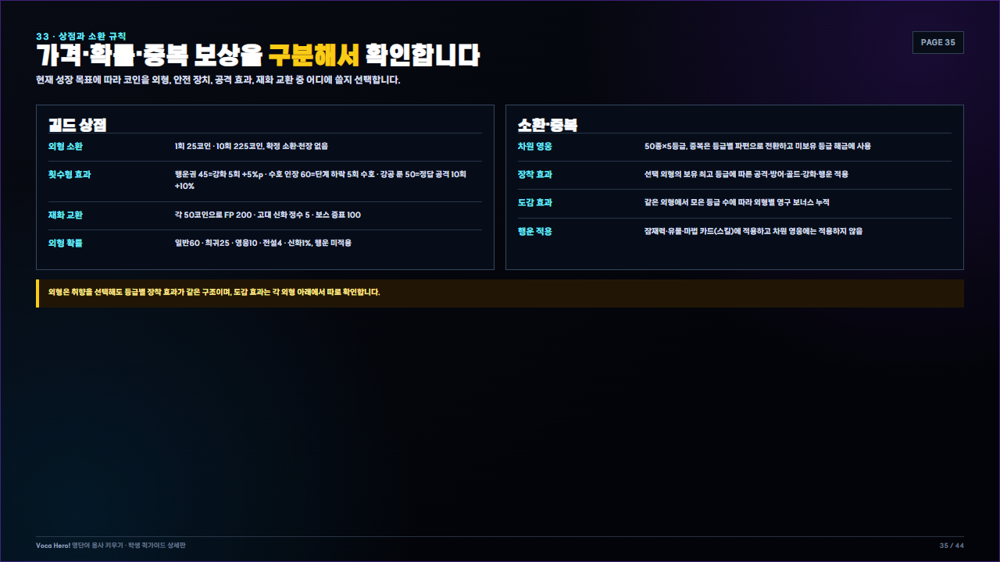 33 · 상점과 소환 규칙
가격·확률·중복 보상을 구분해서 확인합니다
PAGE 35
현재 성장 목표에 따라 코인을 외형, 안전 장치, 공격 효과, 재화 교환 중 어디에 쓸지 선택합니다.
길드 상점
외형 소환 1회 25코인 · 10회 225코인, 확정 소환·천장 없음
횟수형 효과 행운권 45=강화 5회 +5%p · 수호 인장 60=단계 하락 5회 수호 · 강공 룬 50=정답 공격 10회
+10%
재화 교환 각 50코인으로 FP 200 · 고대 신화 정수 5 · 보스 증표 100
외형 확률 일반60 · 희귀25 · 영웅10 · 전설4 · 신화1%, 행운 미적용
소환·중복
차원 영웅 50종×5등급, 중복은 등급별 파편으로 전환하고 미보유 등급 해금에 사용
장착 효과 선택 외형의 보유 최고 등급에 따른 공격·방어·골드·강화·행운 적용
도감 효과 같은 외형에서 모은 등급 수에 따라 외형별 영구 보너스 누적
행운 적용 잠재력·유물·마법 카드(스킬)에 적용하고 차원 영웅에는 적용하지 않음
외형은 취향을 선택해도 등급별 장착 효과가 같은 구조이며, 도감 효과는 각 외형 아래에서 따로 확인합니다.
Voca Hero! 영단어 용사 키우기 · 학생 퀵가이드 상세판
35 / 44